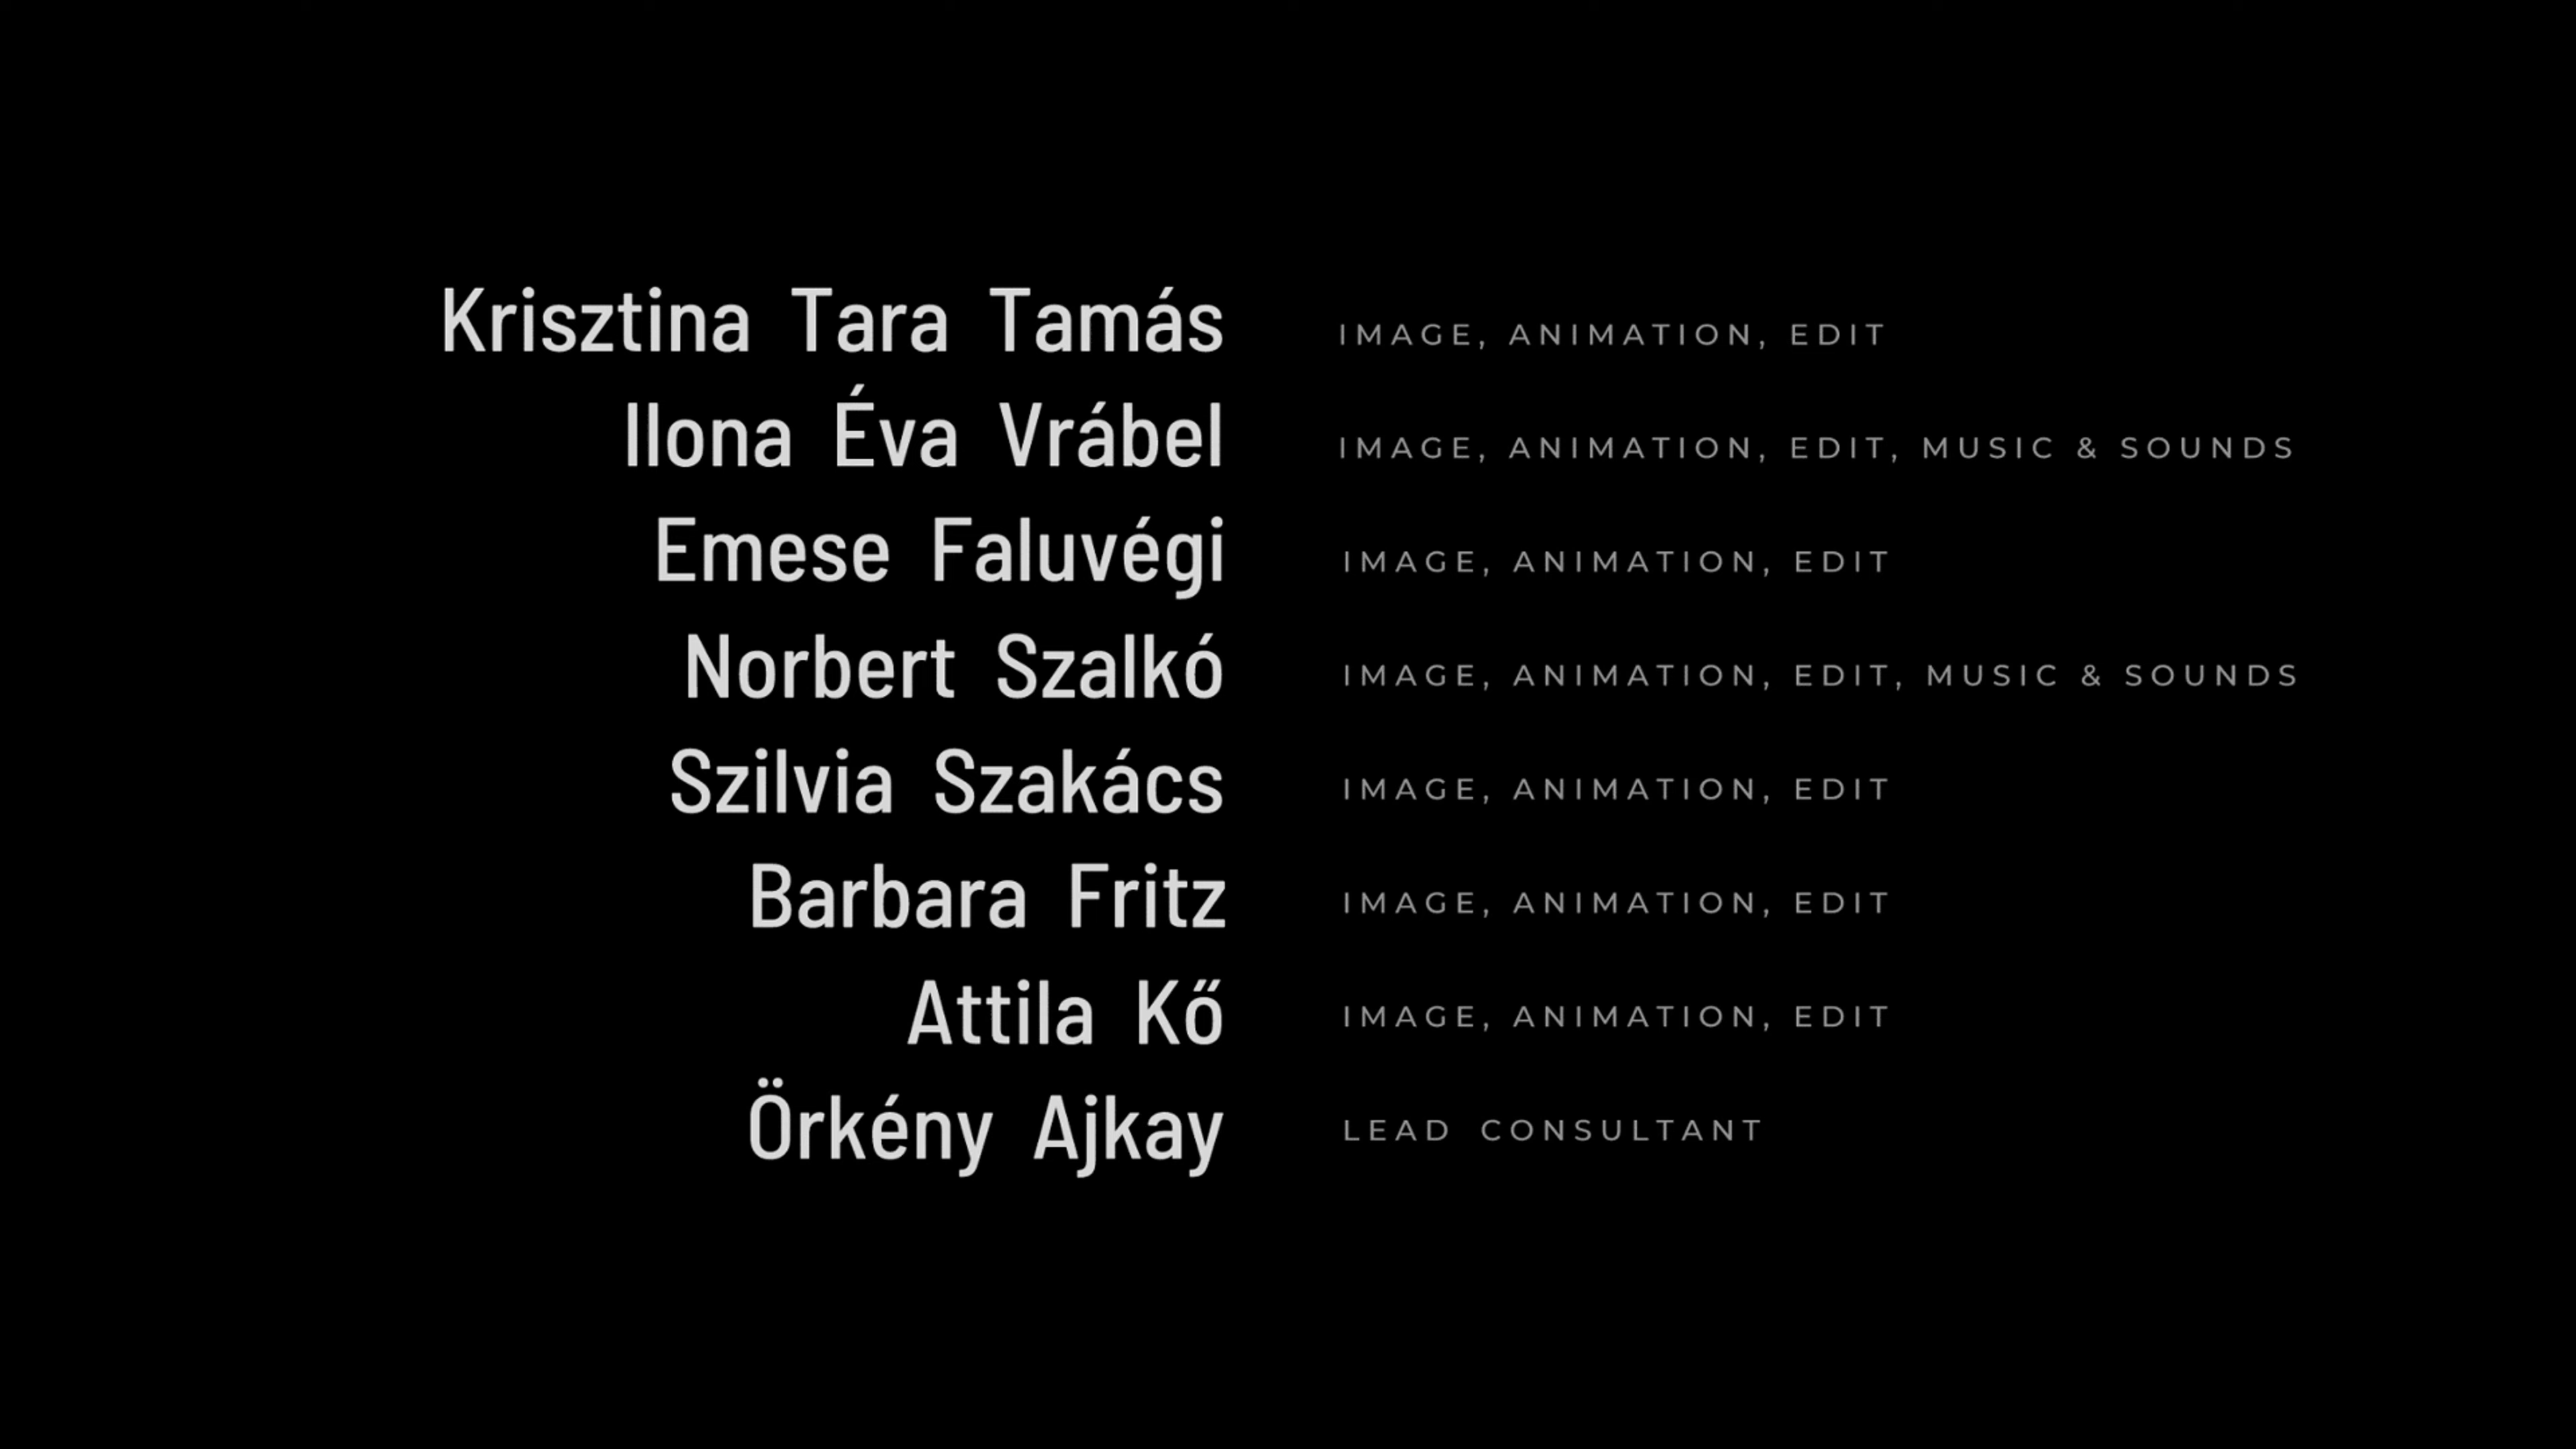 Krisztina Tara Tamás IMAGE, ANIMATION, EDIT
Ilona Éva Vrábel IMAGE, ANIMATION, EDIT, MUSIC & SOUNDS
Emese Faluvégi IMAGE, ANIMATION, EDIT
Norbert Szalkó IMAGE, ANIMATION, EDIT, MUSIC & SOUNDS
Szilvia Szakács IMAGE, ANIMATION, EDIT
Barbara Fritz IMAGE, ANIMATION, EDIT
Attila Kő IMAGE, ANIMATION, EDIT
Örkény Ajkay LEAD CONSULTANT